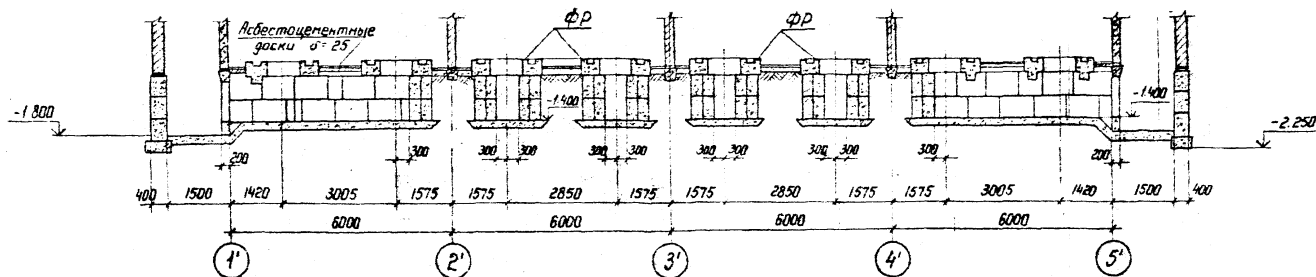 ФР ФР
Асбестоцементные
доски δ=25
-1.800 -1.400 -1.400 -2.250
200 300 300 300 300 300 300 300 300 300 300 200
400 1500 1420 3005 1575 1575 2850 1575 1575 2850 1575 1575 3005 1420 1500 400
6000 6000 6000 6000
1' 2' 3' 4' 5'